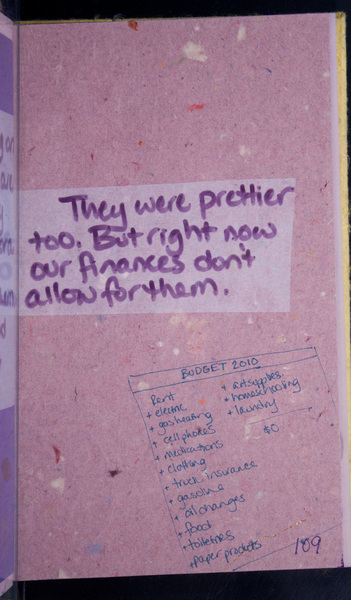 They were prettier
too. But right now
our finances don't
allow for them.
BUDGET 2010
Rent
+ electric
+ gas heating
+ cell phones
+ medications
+ clothing
+ truck insurance
+ gasoline
+ oil changes
+ food
+ toiletries
+ paper products
+ art supplies
+ homeschooling
+ laundry
$0
109